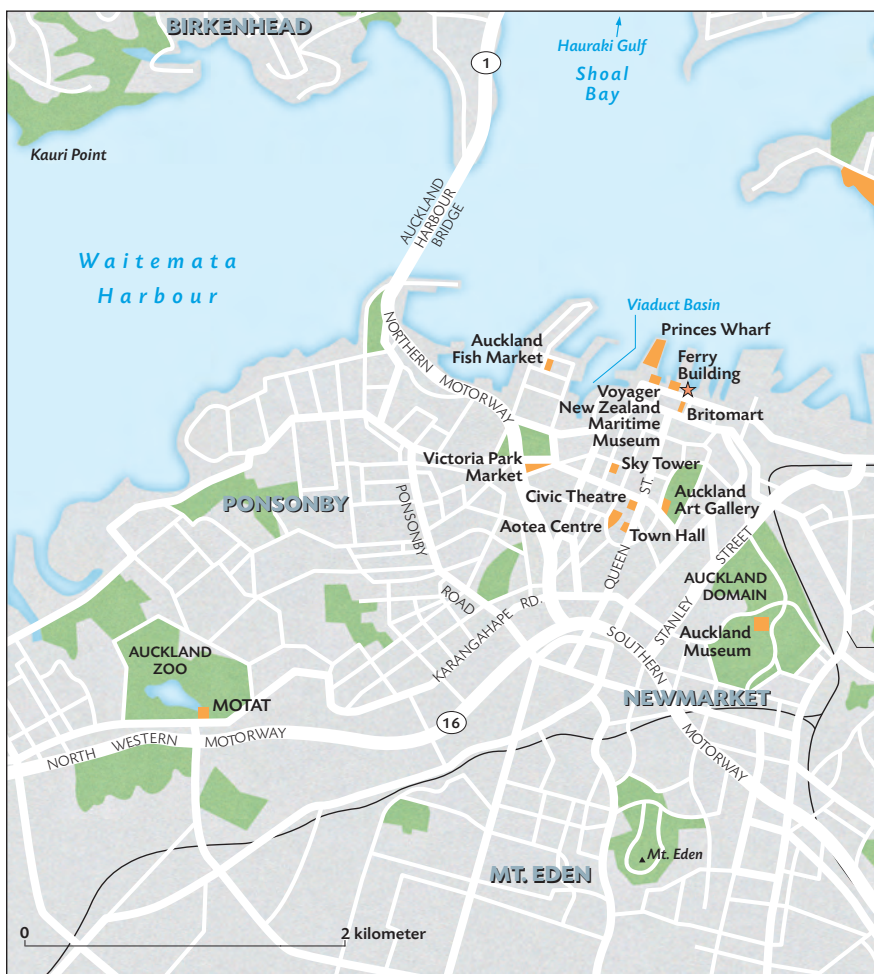 BIRKENHEAD
Hauraki Gulf
Shoal
Bay
1
Kauri Point
AUCKLAND
HARBOUR
BRIDGE
Waitemata
Harbour
Viaduct Basin
Princes Wharf
NORTHERN MOTORWAY
Auckland
Fish Market
Ferry
Building
Voyager
New Zealand
Maritime
Museum
Britomart
Victoria Park
Market
Sky Tower
PONSONBY
PONSONBY
ROAD
Civic Theatre
Auckland
Art Gallery
Aotea Centre
Town Hall
QUEEN ST.
STANLEY STREET
AUCKLAND
DOMAIN
KARANGAHAPE RD.
Auckland
Museum
AUCKLAND
ZOO
MOTAT
SOUTHERN MOTORWAY
NEWMARKET
16
NORTH WESTERN MOTORWAY
Mt. Eden
MT. EDEN
0 2 kilometer